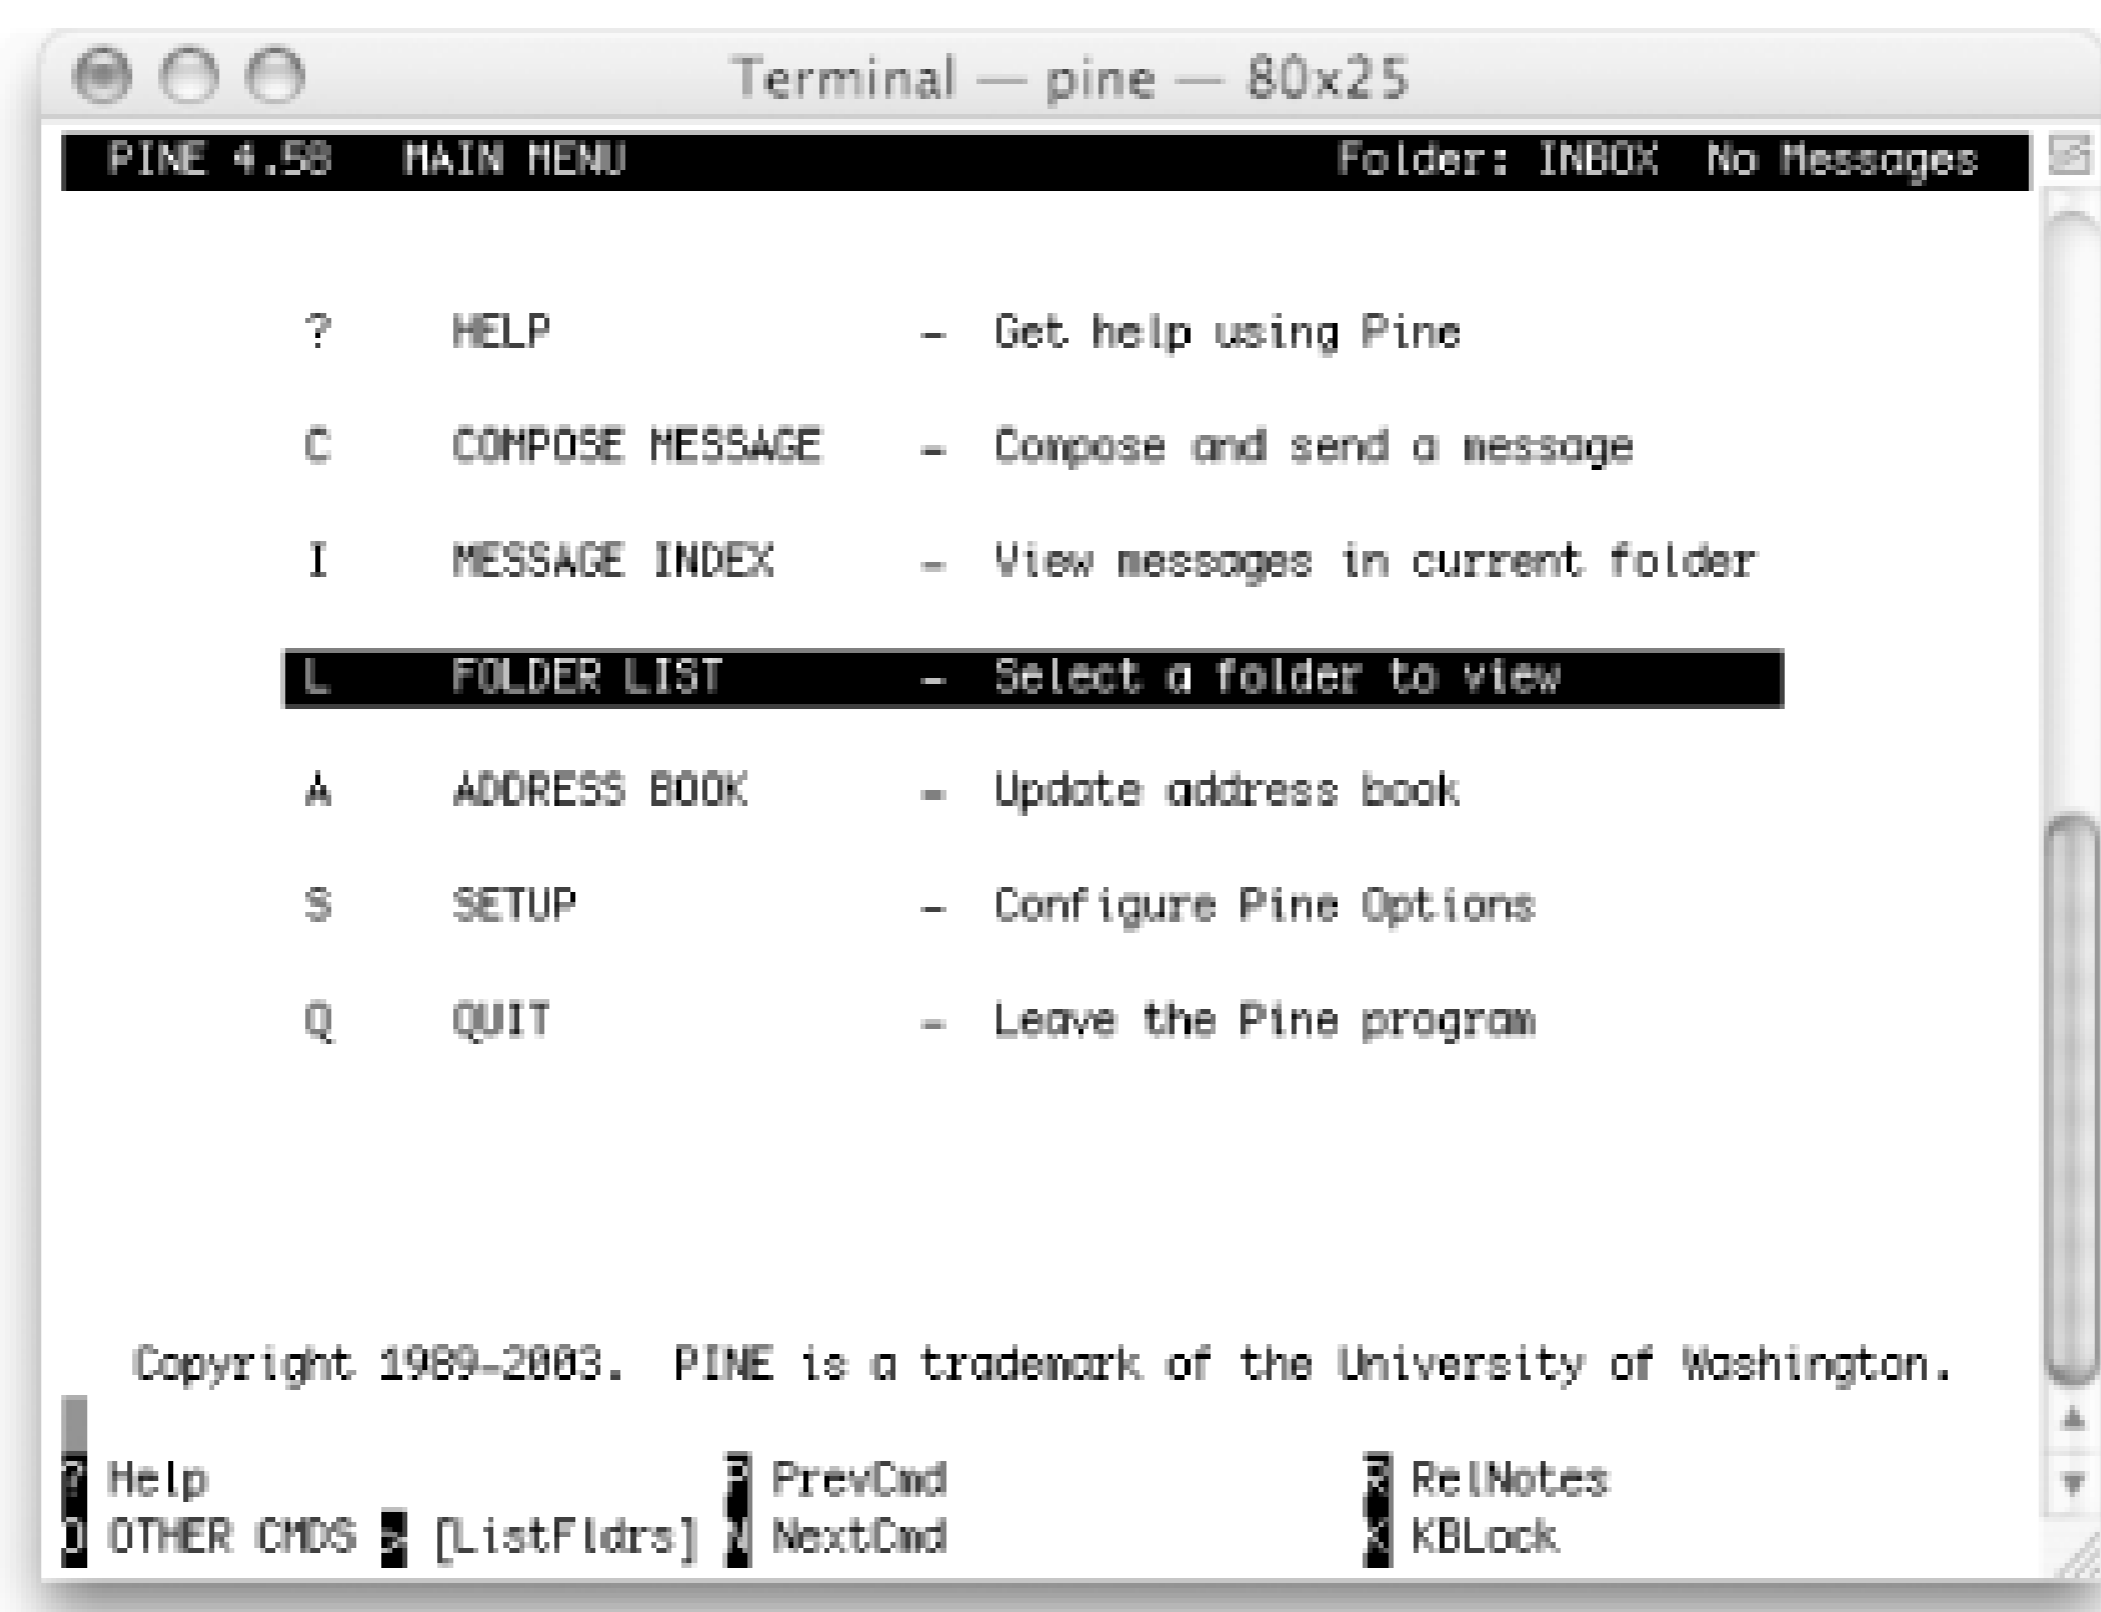 Terminal — pine — 80x25
PINE 4.58   MAIN MENU   Folder: INBOX  No Messages
?   HELP   -   Get help using Pine
C   COMPOSE MESSAGE   -   Compose and send a message
I   MESSAGE INDEX   -   View messages in current folder
L   FOLDER LIST   -   Select a folder to view
A   ADDRESS BOOK   -   Update address book
S   SETUP   -   Configure Pine Options
Q   QUIT   -   Leave the Pine program
Copyright 1989-2003.  PINE is a trademark of the University of Washington.
? Help   P PrevCmd   R RelNotes
O OTHER CMDS > [ListFldrs] N NextCmd   K KBLock